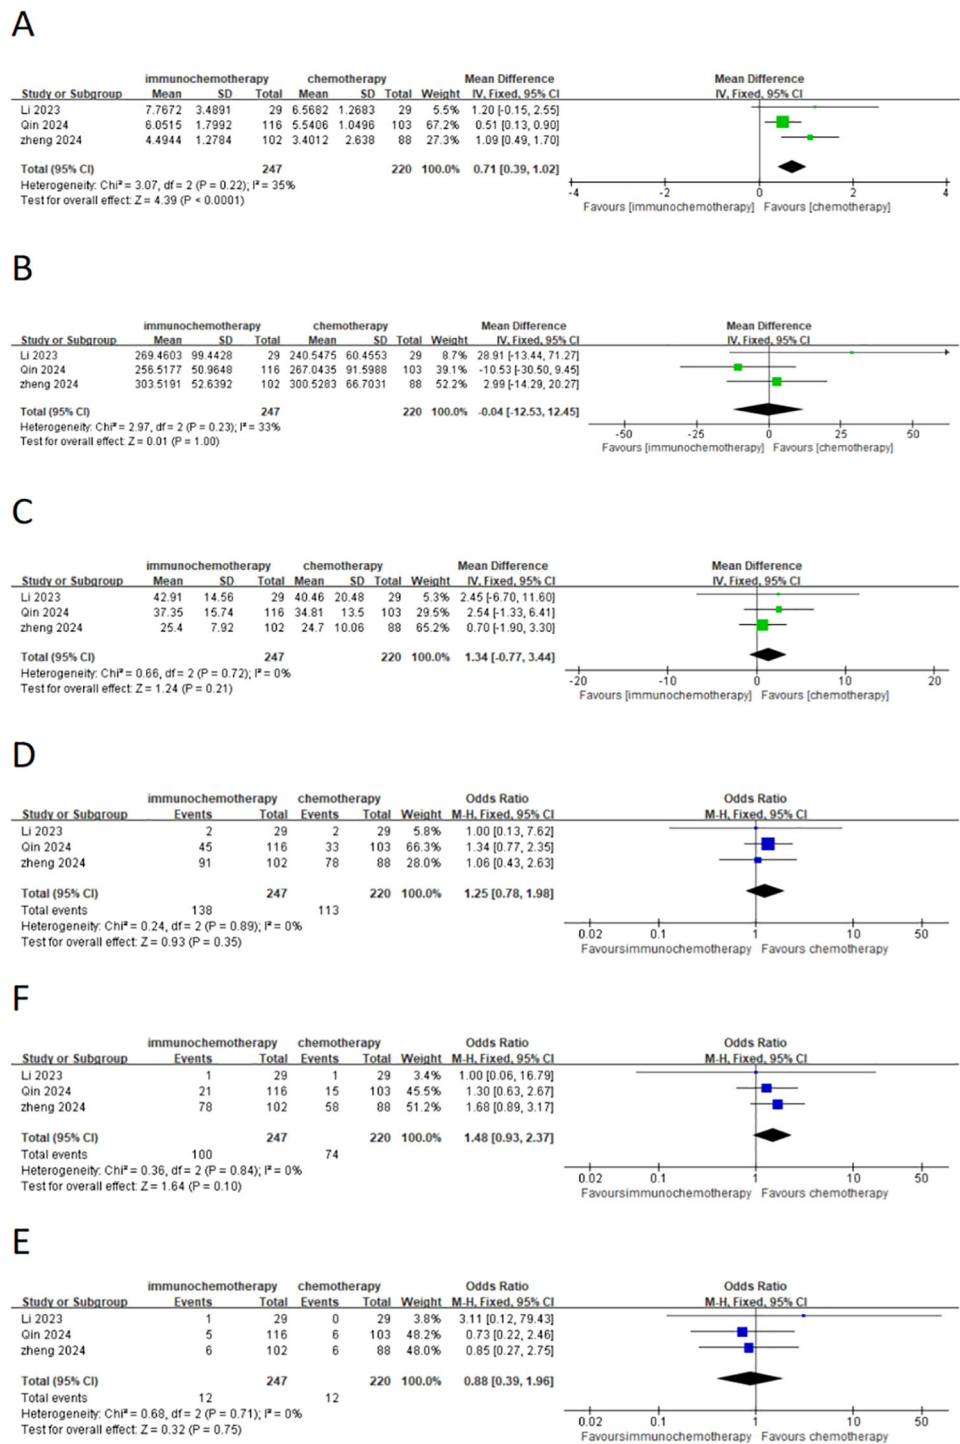 A
immunochemotherapy chemotherapy Mean Difference Mean Difference
Study or Subgroup Mean SD Total Mean SD Total Weight IV, Fixed, 95% CI IV, Fixed, 95% CI
Li 2023 7.7672 3.4891 29 6.5682 1.2683 29 5.5% 1.20 [-0.15, 2.55]
Qin 2024 6.0515 1.7992 116 5.5406 1.0496 103 67.2% 0.51 [0.13, 0.90]
zheng 2024 4.4944 1.2784 102 3.4012 2.638 88 27.3% 1.09 [0.49, 1.70]
Total (95% CI) 247 220 100.0% 0.71 [0.39, 1.02]
Heterogeneity: Chi² = 3.07, df = 2 (P = 0.22); I² = 35%
Test for overall effect: Z = 4.39 (P < 0.0001)
-4 -2 0 2 4
Favours [immunochemotherapy] Favours [chemotherapy]
B
immunochemotherapy chemotherapy Mean Difference Mean Difference
Study or Subgroup Mean SD Total Mean SD Total Weight IV, Fixed, 95% CI IV, Fixed, 95% CI
Li 2023 269.4603 99.4428 29 240.5475 60.4553 29 8.7% 28.91 [-13.44, 71.27]
Qin 2024 256.5177 50.9648 116 267.0435 91.5988 103 39.1% -10.53 [-30.50, 9.45]
zheng 2024 303.5191 52.6392 102 300.5283 66.7031 88 52.2% 2.99 [-14.29, 20.27]
Total (95% CI) 247 220 100.0% -0.04 [-12.53, 12.45]
Heterogeneity: Chi² = 2.97, df = 2 (P = 0.23); I² = 33%
Test for overall effect: Z = 0.01 (P = 1.00)
-50 -25 0 25 50
Favours [immunochemotherapy] Favours [chemotherapy]
C
immunochemotherapy chemotherapy Mean Difference Mean Difference
Study or Subgroup Mean SD Total Mean SD Total Weight IV, Fixed, 95% CI IV, Fixed, 95% CI
Li 2023 42.91 14.56 29 40.46 20.48 29 5.3% 2.45 [-6.70, 11.60]
Qin 2024 37.35 15.74 116 34.81 13.5 103 29.5% 2.54 [-1.33, 6.41]
zheng 2024 25.4 7.92 102 24.7 10.06 88 65.2% 0.70 [-1.90, 3.30]
Total (95% CI) 247 220 100.0% 1.34 [-0.77, 3.44]
Heterogeneity: Chi² = 0.66, df = 2 (P = 0.72); I² = 0%
Test for overall effect: Z = 1.24 (P = 0.21)
-20 -10 0 10 20
Favours [immunochemotherapy] Favours [chemotherapy]
D
immunochemotherapy chemotherapy Odds Ratio Odds Ratio
Study or Subgroup Events Total Events Total Weight M-H, Fixed, 95% CI M-H, Fixed, 95% CI
Li 2023 2 29 2 29 5.8% 1.00 [0.13, 7.62]
Qin 2024 45 116 33 103 66.3% 1.34 [0.77, 2.35]
zheng 2024 91 102 78 88 28.0% 1.06 [0.43, 2.63]
Total (95% CI) 247 220 100.0% 1.25 [0.78, 1.98]
Total events 138 113
Heterogeneity: Chi² = 0.24, df = 2 (P = 0.89); I² = 0%
Test for overall effect: Z = 0.93 (P = 0.35)
0.02 0.1 1 10 50
Favoursimmunochemotherapy Favours chemotherapy
F
immunochemotherapy chemotherapy Odds Ratio Odds Ratio
Study or Subgroup Events Total Events Total Weight M-H, Fixed, 95% CI M-H, Fixed, 95% CI
Li 2023 1 29 1 29 3.4% 1.00 [0.06, 16.79]
Qin 2024 21 116 15 103 45.5% 1.30 [0.63, 2.67]
zheng 2024 78 102 58 88 51.2% 1.68 [0.89, 3.17]
Total (95% CI) 247 220 100.0% 1.48 [0.93, 2.37]
Total events 100 74
Heterogeneity: Chi² = 0.36, df = 2 (P = 0.84); I² = 0%
Test for overall effect: Z = 1.64 (P = 0.10)
0.02 0.1 1 10 50
Favoursimmunochemotherapy Favours chemotherapy
E
immunochemotherapy chemotherapy Odds Ratio Odds Ratio
Study or Subgroup Events Total Events Total Weight M-H, Fixed, 95% CI M-H, Fixed, 95% CI
Li 2023 1 29 0 29 3.8% 3.11 [0.12, 79.43]
Qin 2024 5 116 6 103 48.2% 0.73 [0.22, 2.46]
zheng 2024 6 102 6 88 48.0% 0.85 [0.27, 2.75]
Total (95% CI) 247 220 100.0% 0.88 [0.39, 1.96]
Total events 12 12
Heterogeneity: Chi² = 0.68, df = 2 (P = 0.71); I² = 0%
Test for overall effect: Z = 0.32 (P = 0.75)
0.02 0.1 1 10 50
Favoursimmunochemotherapy Favours chemotherapy